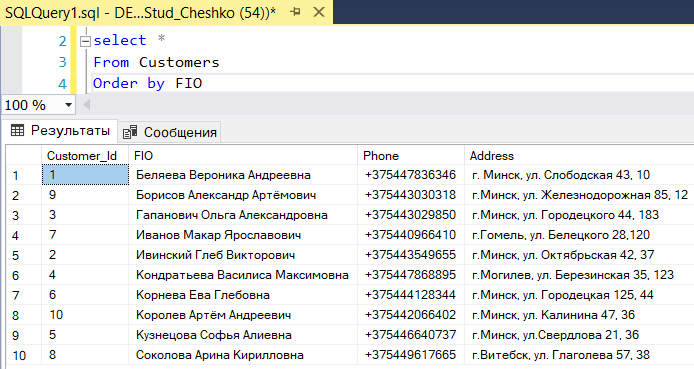 SQLQuery1.sql - DE...Stud_Cheshko (54))*
2 select *
3 From Customers
4 Order by FIO
100 %
Результаты Сообщения
Customer_Id FIO Phone Address
1 1 Беляева Вероника Андреевна +375447836346 г. Минск, ул. Слободская 43, 10
2 9 Борисов Александр Артёмович +375443030318 г.Минск, ул. Железнодорожная 85, 12
3 3 Гапанович Ольга Александровна +375443029850 г.Минск, ул. Городецкого 44, 183
4 7 Иванов Макар Ярославович +375440966410 г.Гомель, ул. Белецкого 28,120
5 2 Ивинский Глеб Викторович +375443549655 г.Минск, ул. Октябрьская 42, 37
6 4 Кондратьева Василиса Максимовна +375447868895 г.Могилев, ул. Березинская 35, 123
7 6 Корнева Ева Глебовна +375444128344 г.Минск, ул. Городецкая 125, 44
8 10 Королев Артём Андреевич +375442066402 г.Минск, ул. Калинина 47, 36
9 5 Кузнецова Софья Алиевна +375446640737 г.Минск, ул.Свердлова 21, 36
10 8 Соколова Арина Кирилловна +375449617665 г.Витебск, ул. Глаголева 57, 38